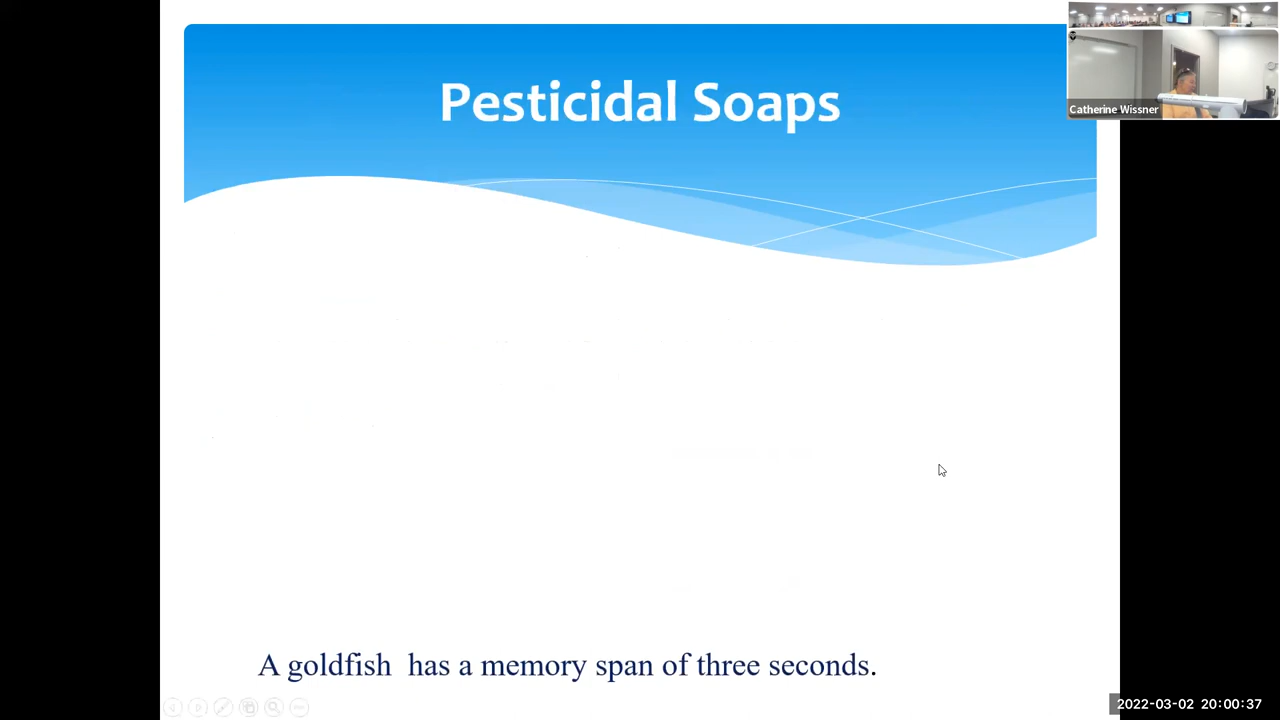 Pesticidal Soaps
Catherine Wissner
A goldfish has a memory span of three seconds.
2022-03-02 20:00:37